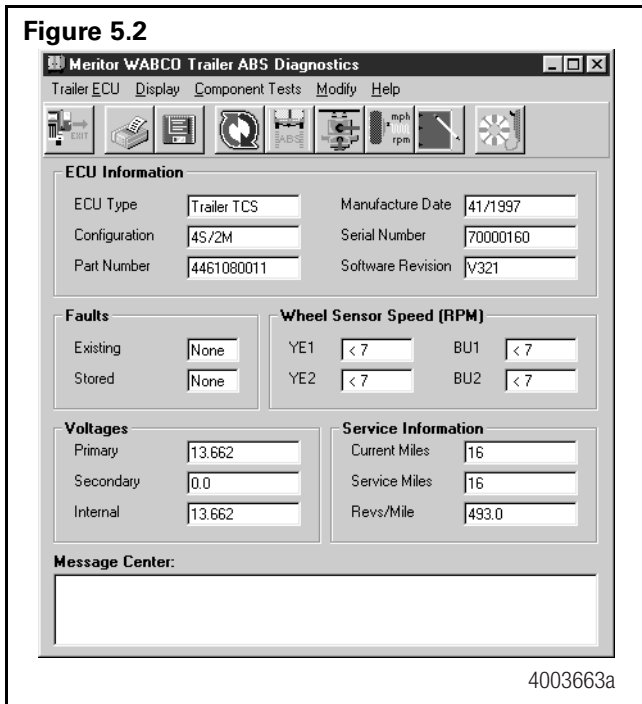 Figure 5.2
Meritor WABCO Trailer ABS Diagnostics
Trailer ECU Display Component Tests Modify Help
EXIT ABS mph rpm
ECU Information
ECU Type Trailer TCS Manufacture Date 41/1997
Configuration 4S/2M Serial Number 70000160
Part Number 4461080011 Software Revision V321
Faults Wheel Sensor Speed (RPM)
Existing None YE1 < 7 BU1 < 7
Stored None YE2 < 7 BU2 < 7
Voltages Service Information
Primary 13.662 Current Miles 16
Secondary 0.0 Service Miles 16
Internal 13.662 Revs/Mile 493.0
Message Center:
4003663a